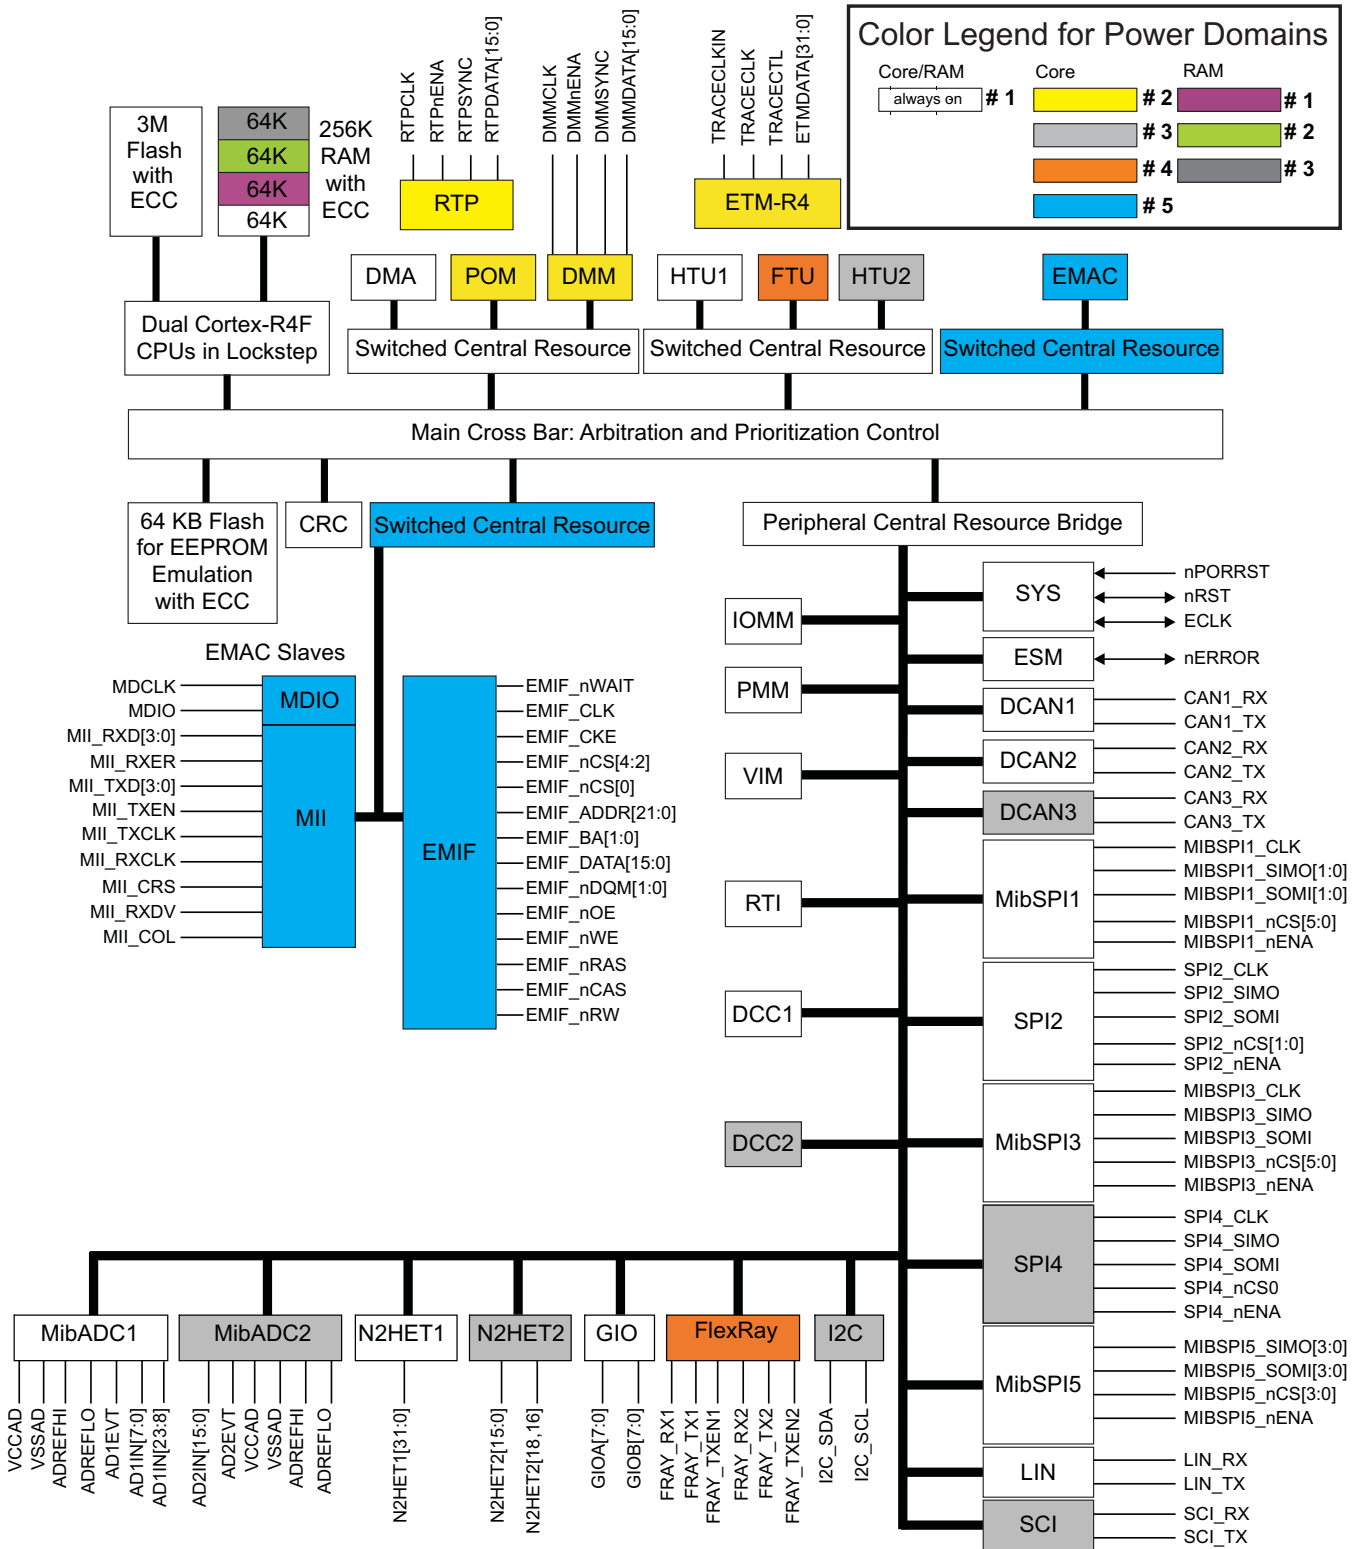 Color Legend for Power Domains
Core/RAM
Core
RAM
always on
# 1
# 2
# 3
# 4
# 5
# 1
# 2
# 3
RTPCLK
RTPnENA
RTPSYNC
RTPDATA[15:0]
DMMCLK
DMMnENA
DMMSYNC
DMMDATA[15:0]
TRACECLKIN
TRACECLK
TRACECTL
ETMDATA[31:0]
3M
Flash
with
ECC
64K
64K
64K
64K
256K
RAM
with
ECC
RTP
ETM-R4
DMA
POM
DMM
HTU1
FTU
HTU2
EMAC
Dual Cortex-R4F
CPUs in Lockstep
Switched Central Resource
Switched Central Resource
Switched Central Resource
Main Cross Bar: Arbitration and Prioritization Control
64 KB Flash
for EEPROM
Emulation
with ECC
CRC
Switched Central Resource
Peripheral Central Resource Bridge
EMAC Slaves
MDCLK
MDIO
MII_RXD[3:0]
MII_RXER
MII_TXD[3:0]
MII_TXEN
MII_TXCLK
MII_RXCLK
MII_CRS
MII_RXDV
MII_COL
MDIO
MII
EMIF
EMIF_nWAIT
EMIF_CLK
EMIF_CKE
EMIF_nCS[4:2]
EMIF_nCS[0]
EMIF_ADDR[21:0]
EMIF_BA[1:0]
EMIF_DATA[15:0]
EMIF_nDQM[1:0]
EMIF_nOE
EMIF_nWE
EMIF_nRAS
EMIF_nCAS
EMIF_nRW
IOMM
PMM
VIM
RTI
DCC1
DCC2
SYS
nPORRST
nRST
ECLK
ESM
nERROR
DCAN1
CAN1_RX
CAN1_TX
DCAN2
CAN2_RX
CAN2_TX
DCAN3
CAN3_RX
CAN3_TX
MibSPI1
MIBSPI1_CLK
MIBSPI1_SIMO[1:0]
MIBSPI1_SOMI[1:0]
MIBSPI1_nCS[5:0]
MIBSPI1_nENA
SPI2
SPI2_CLK
SPI2_SIMO
SPI2_SOMI
SPI2_nCS[1:0]
SPI2_nENA
MibSPI3
MIBSPI3_CLK
MIBSPI3_SIMO
MIBSPI3_SOMI
MIBSPI3_nCS[5:0]
MIBSPI3_nENA
SPI4
SPI4_CLK
SPI4_SIMO
SPI4_SOMI
SPI4_nCS0
SPI4_nENA
MibSPI5
MIBSPI5_SIMO[3:0]
MIBSPI5_SOMI[3:0]
MIBSPI5_nCS[3:0]
MIBSPI5_nENA
LIN
LIN_RX
LIN_TX
SCI
SCI_RX
SCI_TX
MibADC1
MibADC2
N2HET1
N2HET2
GIO
FlexRay
I2C
VCCAD
VSSAD
ADREFHI
ADREFLO
AD1EVT
AD1IN[7:0]
AD1IN[23:8]
AD2IN[15:0]
AD2EVT
VCCAD
VSSAD
ADREFHI
ADREFLO
N2HET1[31:0]
N2HET2[15:0]
N2HET2[18,16]
GIOA[7:0]
GIOB[7:0]
FRAY_RX1
FRAY_TX1
FRAY_TXEN1
FRAY_RX2
FRAY_TX2
FRAY_TXEN2
I2C_SDA
I2C_SCL